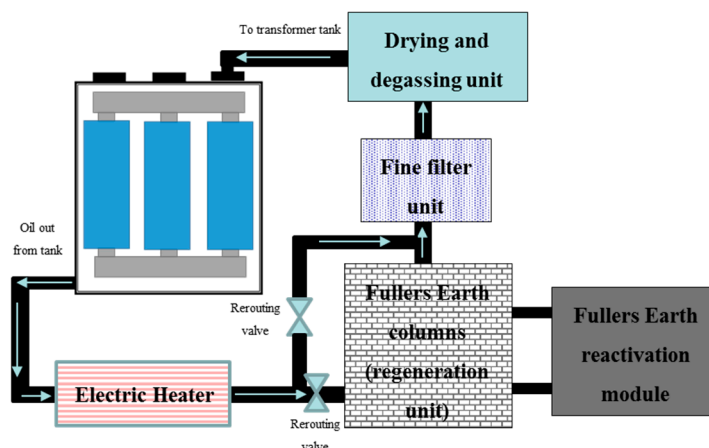 To transformer tank
Drying and
degassing unit
Fine filter
unit
Oil out
from tank
Rerouting
valve
Fullers Earth
columns
(regeneration
unit)
Fullers Earth
reactivation
module
Electric Heater
Rerouting
valve